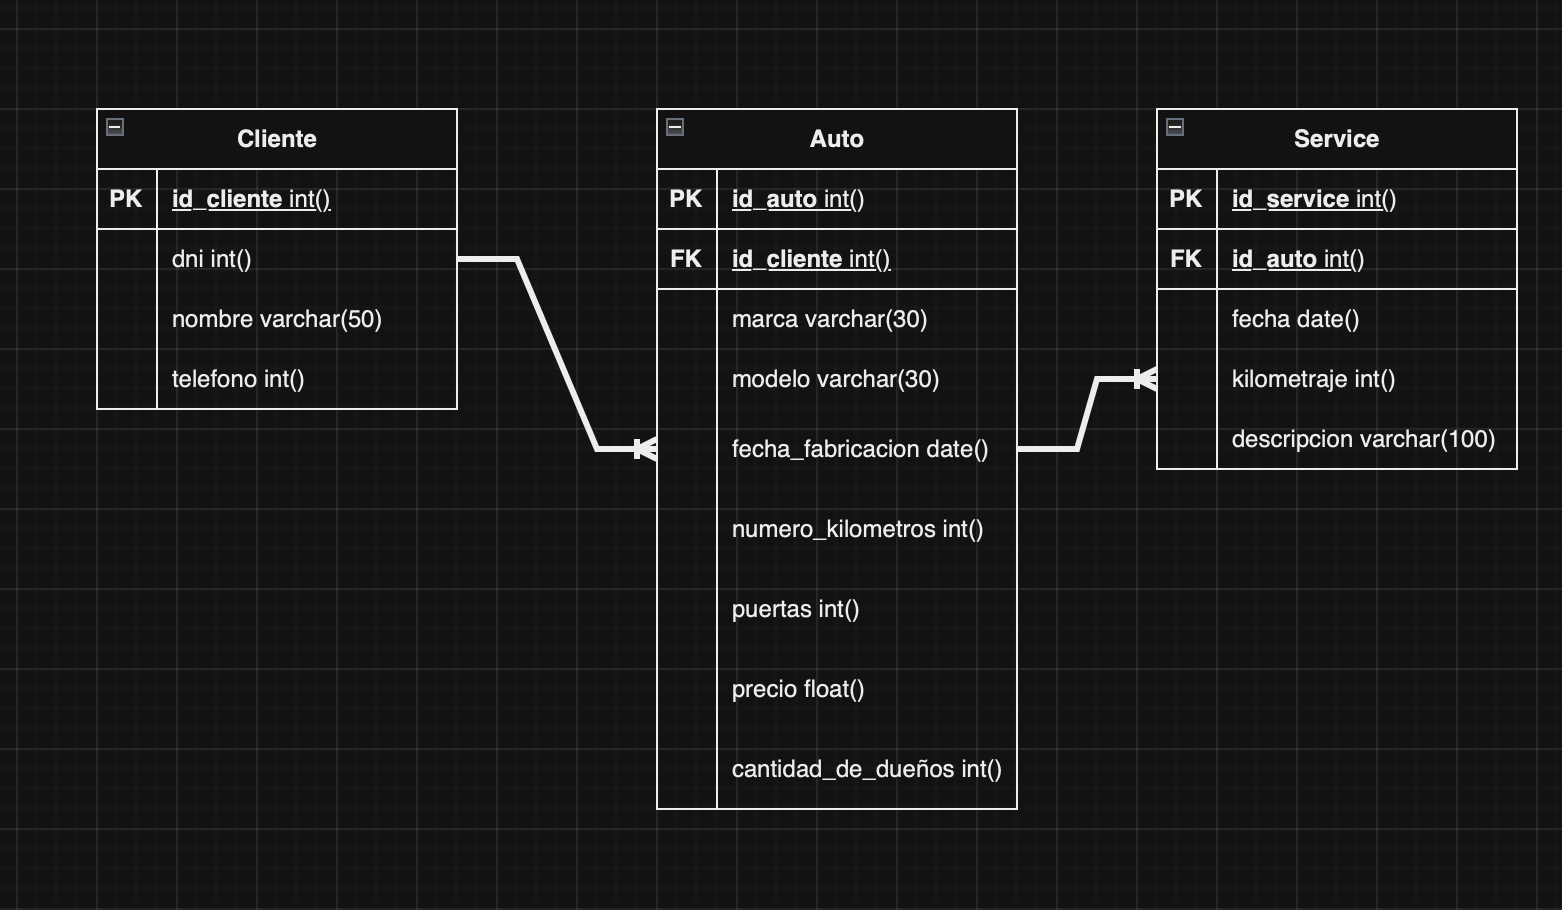 Cliente
PK id_cliente int()
dni int()
nombre varchar(50)
telefono int()
Auto
PK id_auto int()
FK id_cliente int()
marca varchar(30)
modelo varchar(30)
fecha_fabricacion date()
numero_kilometros int()
puertas int()
precio float()
cantidad_de_dueños int()
Service
PK id_service int()
FK id_auto int()
fecha date()
kilometraje int()
descripcion varchar(100)